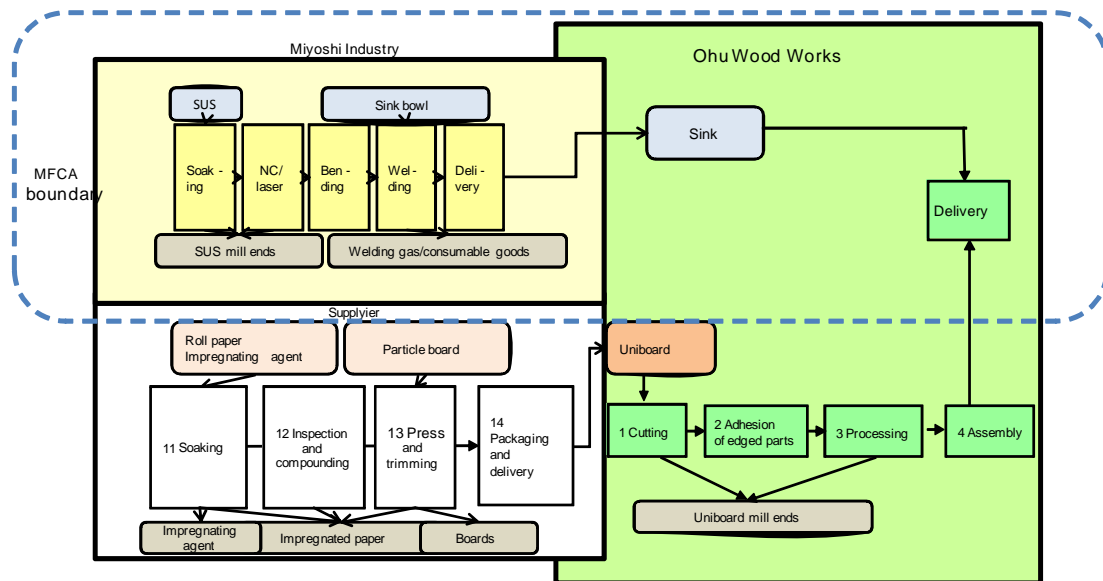 Miyoshi Industry
Ohu Wood Works
MFCA
boundary
SUS
Sink bowl
Sink
Soak -
ing
NC/
laser
Ben -
ding
Wel -
ding
Deli -
very
Delivery
SUS mill ends
Welding gas/consumable goods
Supplyier
Roll paper
Impregnating agent
Particle board
Uniboard
11 Soaking
12 Inspection
and
compounding
13 Press
and
trimming
14
Packaging
and
delivery
1 Cutting
2 Adhesion
of edged parts
3 Processing
4 Assembly
Impregnating
agent
Impregnated paper
Boards
Uniboard mill ends